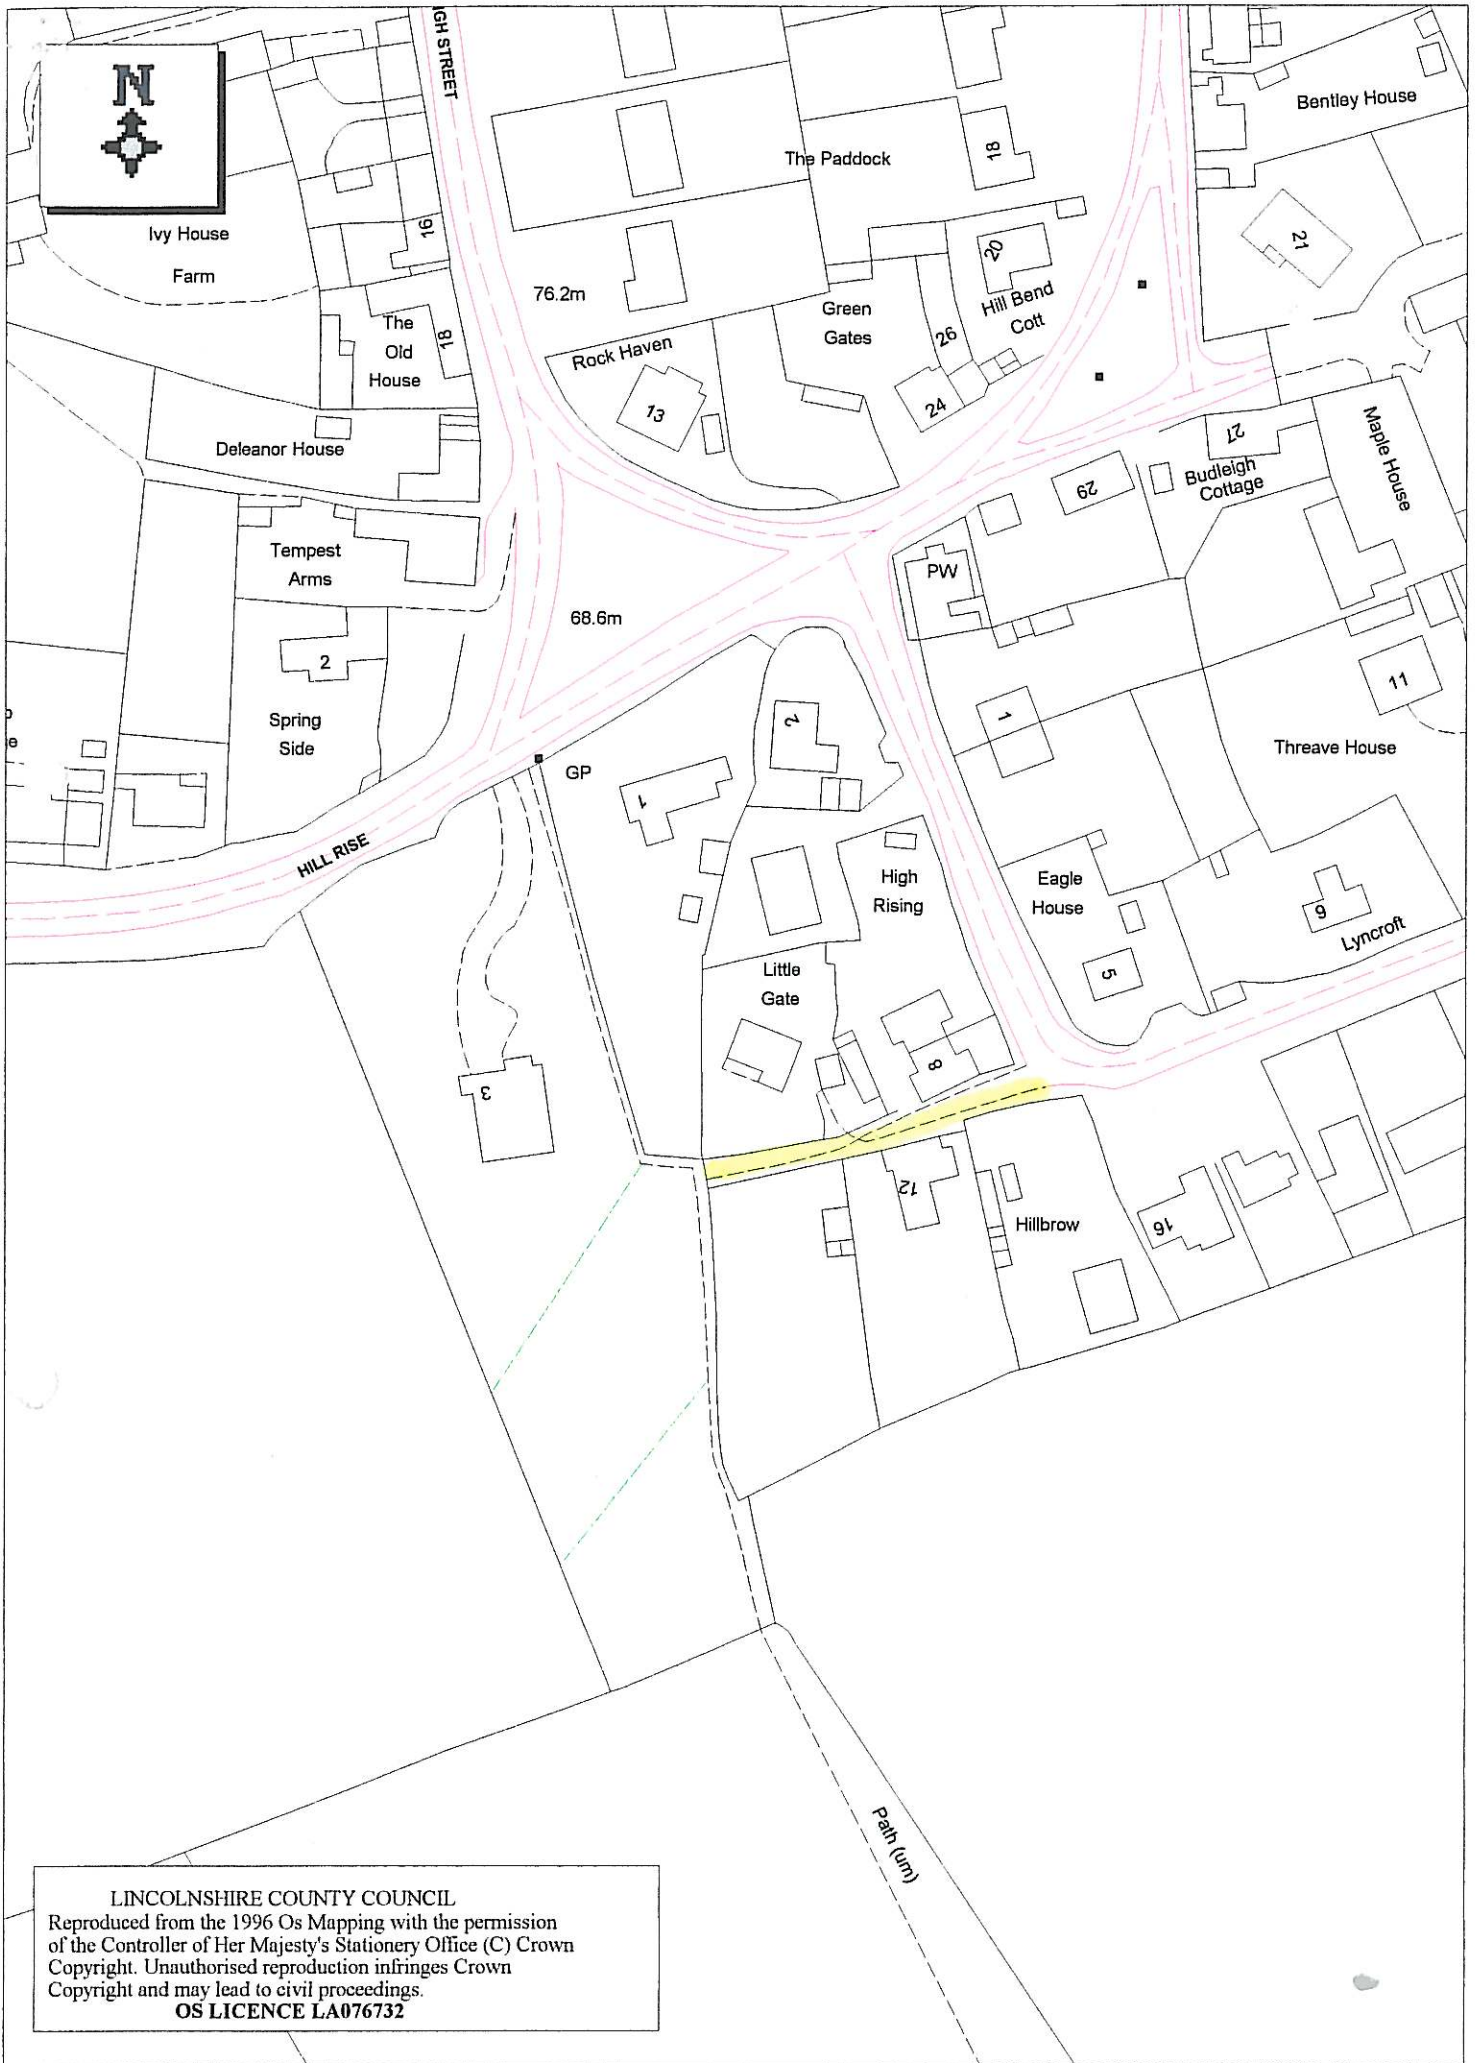 N
IGH STREET
Bentley House
The Paddock
18
16
Ivy House
Farm
20
21
76.2m
Hill Bend
Cott
Green
Gates
26
The
Old
House
18
Rock Haven
13
24
27
Maple House
Deleanor House
Budleigh
Cottage
29
Tempest
Arms
PW
68.6m
2
11
Spring
Side
2
1
e
Threave House
GP
1
HILL RISE
High
Rising
Eagle
House
9
Lyncroft
Little
Gate
5
8
3
12
Hillbrow
16
Path (um)
LINCOLNSHIRE COUNTY COUNCIL
Reproduced from the 1996 Os Mapping with the permission
of the Controller of Her Majesty's Stationery Office (C) Crown
Copyright. Unauthorised reproduction infringes Crown
Copyright and may lead to civil proceedings.
OS LICENCE LA076732